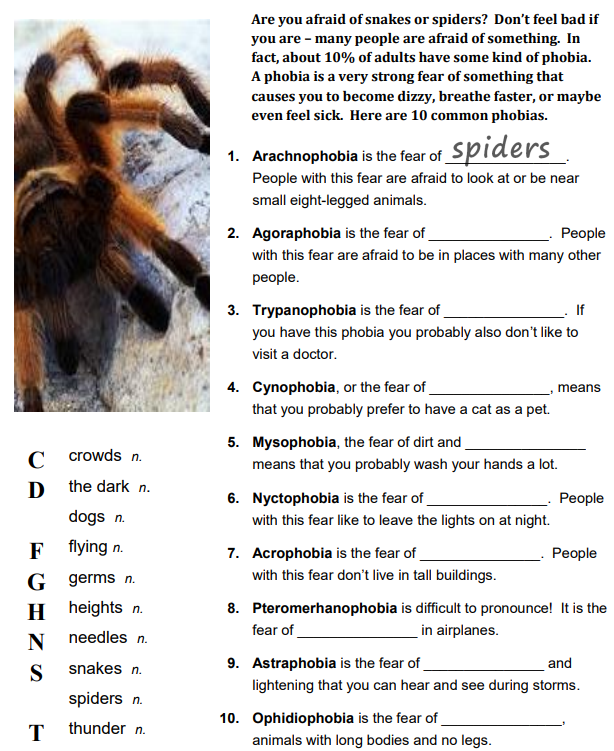 Are you afraid of snakes or spiders? Don't feel bad if
you are – many people are afraid of something. In
fact, about 10% of adults have some kind of phobia.
A phobia is a very strong fear of something that
causes you to become dizzy, breathe faster, or maybe
even feel sick. Here are 10 common phobias.
1. Arachnophobia is the fear of spiders.
People with this fear are afraid to look at or be near
small eight-legged animals.
2. Agoraphobia is the fear of _______________. People
with this fear are afraid to be in places with many other
people.
3. Trypanophobia is the fear of _______________. If
you have this phobia you probably also don't like to
visit a doctor.
4. Cynophobia, or the fear of _______________, means
that you probably prefer to have a cat as a pet.
5. Mysophobia, the fear of dirt and _______________
means that you probably wash your hands a lot.
6. Nyctophobia is the fear of _______________. People
with this fear like to leave the lights on at night.
7. Acrophobia is the fear of _______________. People
with this fear don't live in tall buildings.
8. Pteromerhanophobia is difficult to pronounce! It is the
fear of _______________ in airplanes.
9. Astraphobia is the fear of _______________ and
lightening that you can hear and see during storms.
10. Ophidiophobia is the fear of _______________,
animals with long bodies and no legs.
C crowds n.
D the dark n.
dogs n.
F flying n.
G germs n.
H heights n.
N needles n.
S snakes n.
spiders n.
T thunder n.